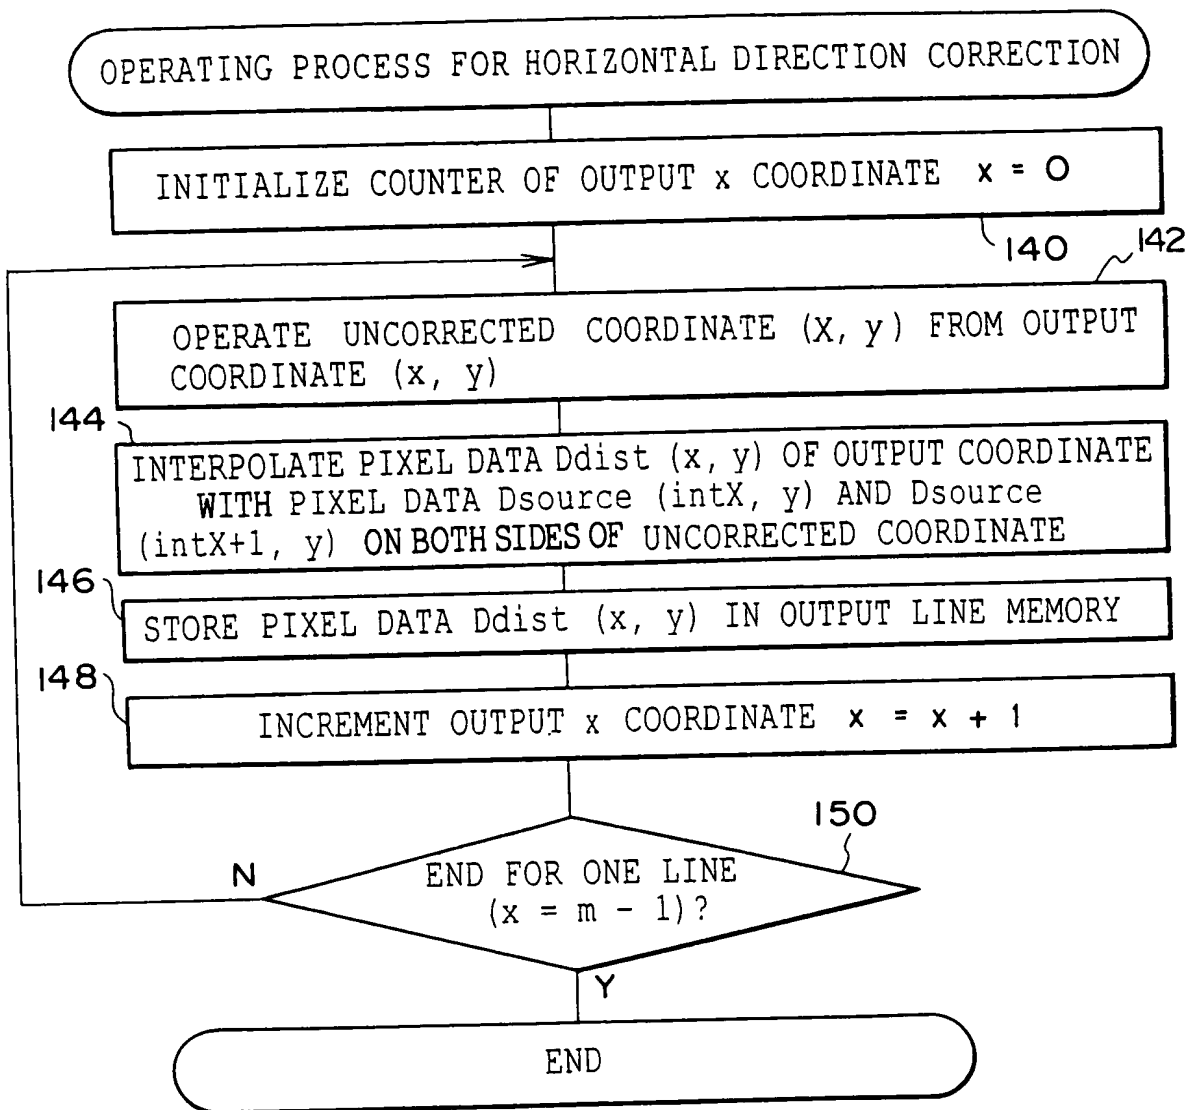 OPERATING PROCESS FOR HORIZONTAL DIRECTION CORRECTION
INITIALIZE COUNTER OF OUTPUT x COORDINATE x = 0
140
142
OPERATE UNCORRECTED COORDINATE (X, y) FROM OUTPUT
COORDINATE (x, y)
144
INTERPOLATE PIXEL DATA Ddist (x, y) OF OUTPUT COORDINATE
WITH PIXEL DATA Dsource (intX, y) AND Dsource
(intX+1, y) ON BOTH SIDES OF UNCORRECTED COORDINATE
146
STORE PIXEL DATA Ddist (x, y) IN OUTPUT LINE MEMORY
148
INCREMENT OUTPUT x COORDINATE x = x + 1
150
N
END FOR ONE LINE
(x = m - 1)?
Y
END